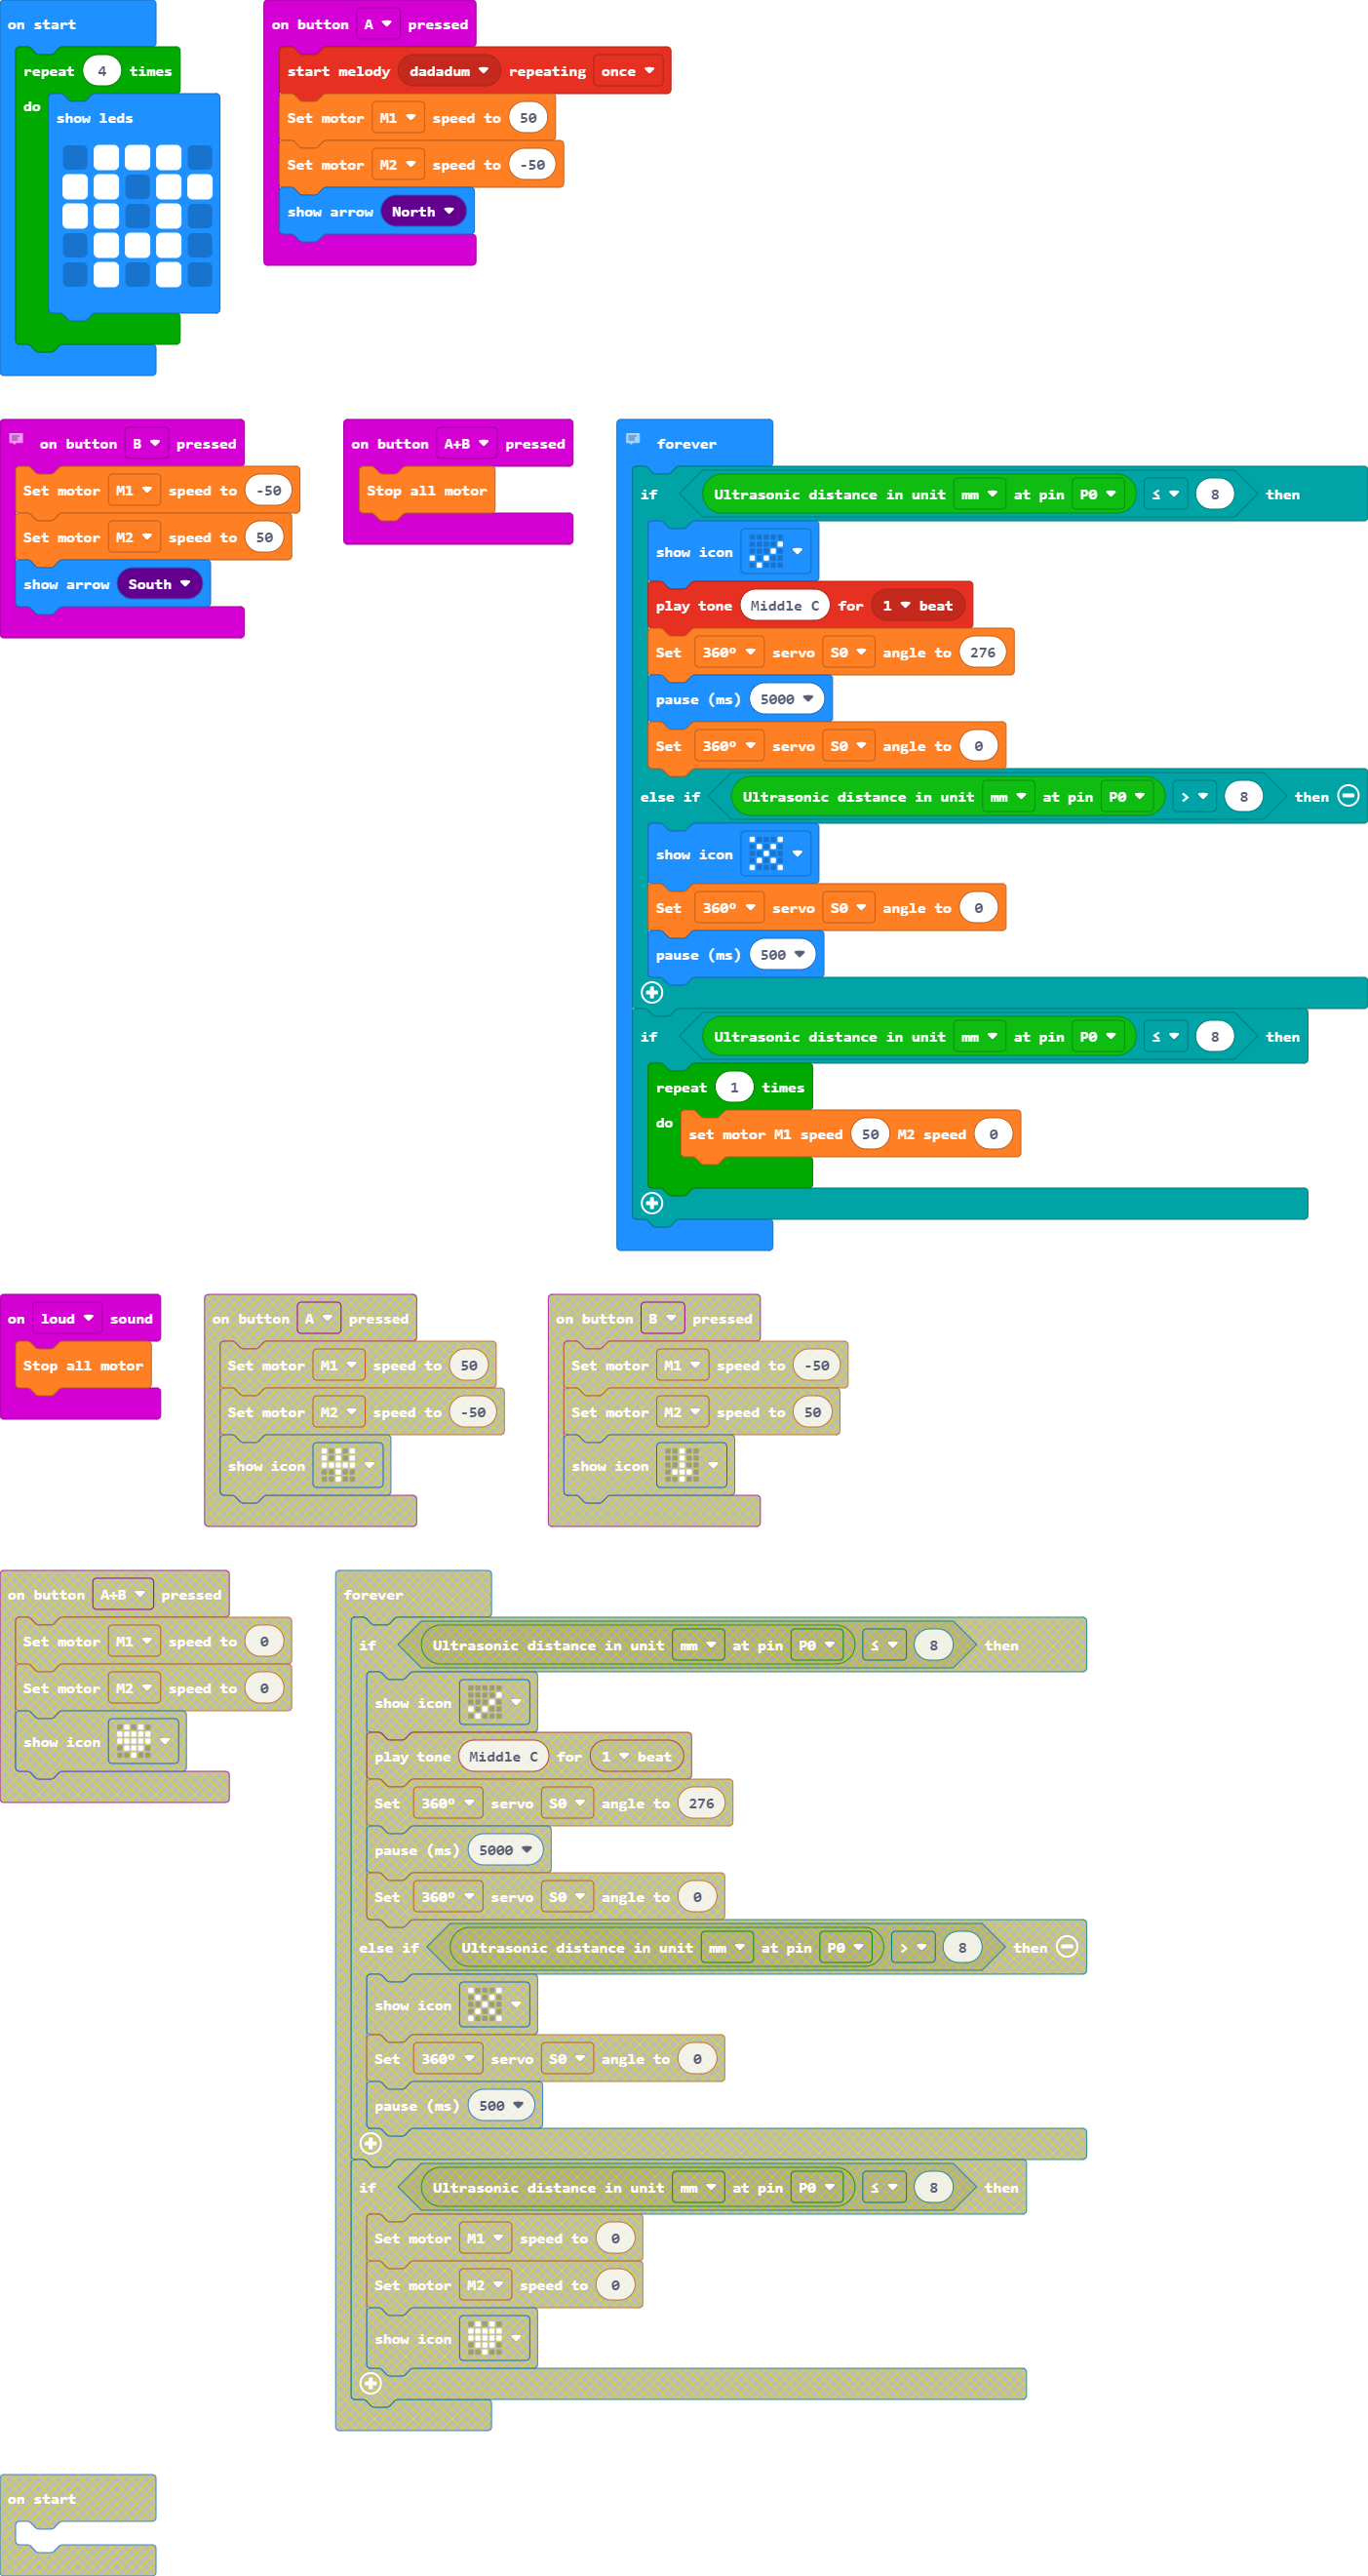 on start
repeat 4 times
do
show leds
on button A pressed
start melody dadadum repeating once
Set motor M1 speed to 50
Set motor M2 speed to -50
show arrow North
on button B pressed
Set motor M1 speed to -50
Set motor M2 speed to 50
show arrow South
on button A+B pressed
Stop all motor
forever
if Ultrasonic distance in unit mm at pin P0 ≤ 8 then
show icon
play tone Middle C for 1 beat
Set 360º servo S0 angle to 276
pause (ms) 5000
Set 360º servo S0 angle to 0
else if Ultrasonic distance in unit mm at pin P0 > 8 then
show icon
Set 360º servo S0 angle to 0
pause (ms) 500
if Ultrasonic distance in unit mm at pin P0 ≤ 8 then
repeat 1 times
do set motor M1 speed 50 M2 speed 0
on loud sound
Stop all motor
on button A pressed
Set motor M1 speed to 50
Set motor M2 speed to -50
show icon
on button B pressed
Set motor M1 speed to -50
Set motor M2 speed to 50
show icon
on button A+B pressed
Set motor M1 speed to 0
Set motor M2 speed to 0
show icon
forever
if Ultrasonic distance in unit mm at pin P0 ≤ 8 then
show icon
play tone Middle C for 1 beat
Set 360º servo S0 angle to 276
pause (ms) 5000
Set 360º servo S0 angle to 0
else if Ultrasonic distance in unit mm at pin P0 > 8 then
show icon
Set 360º servo S0 angle to 0
pause (ms) 500
if Ultrasonic distance in unit mm at pin P0 ≤ 8 then
Set motor M1 speed to 0
Set motor M2 speed to 0
show icon
on start